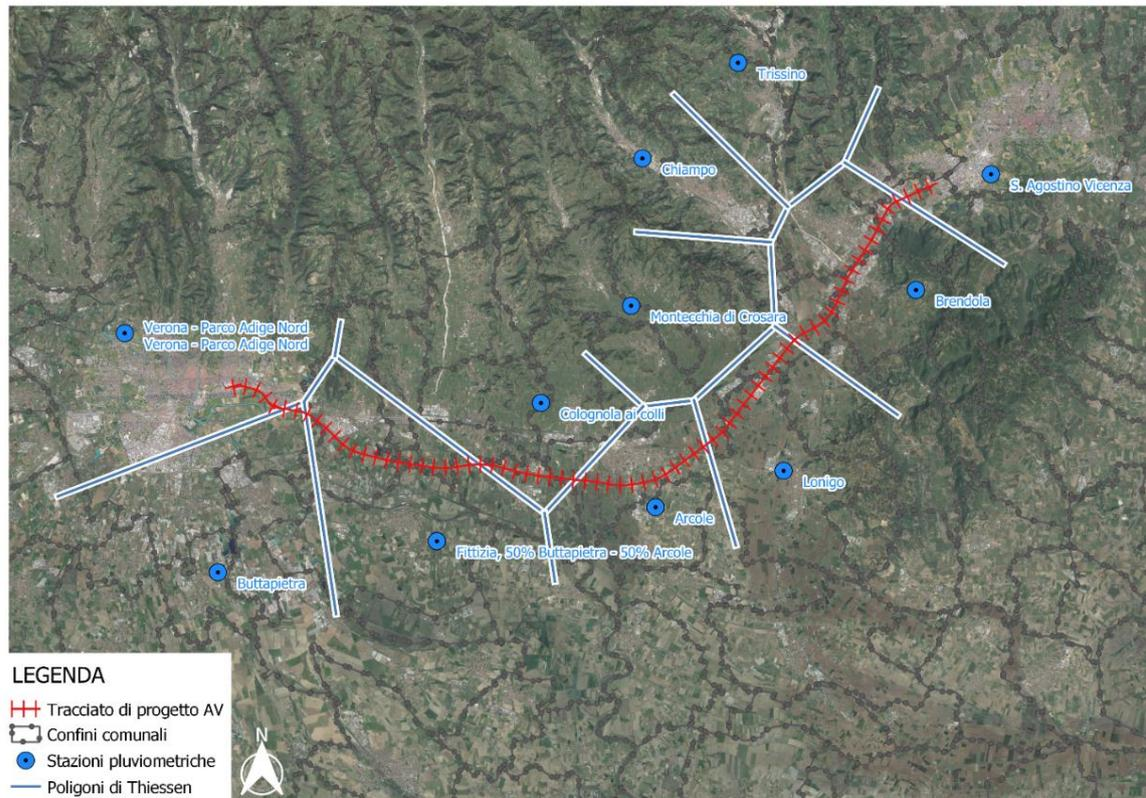 Trissino
Chiampo
S. Agostino Vicenza
Brendola
Montecchia di Crosara
Verona - Parco Adige Nord
Verona - Parco Adige Nord
Colognola ai colli
Lonigo
Arcole
Fittizia, 50% Buttapietra - 50% Arcole
Buttapietra
LEGENDA
Tracciato di progetto AV
Confini comunali
Stazioni pluviometriche
Poligoni di Thiessen
N